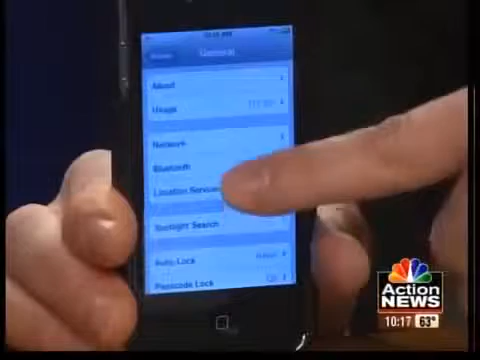 General
About
Usage
Network
Bluetooth
Location Services
Spotlight Search
Auto-Lock
Passcode Lock
Action
NEWS
10:17 63°